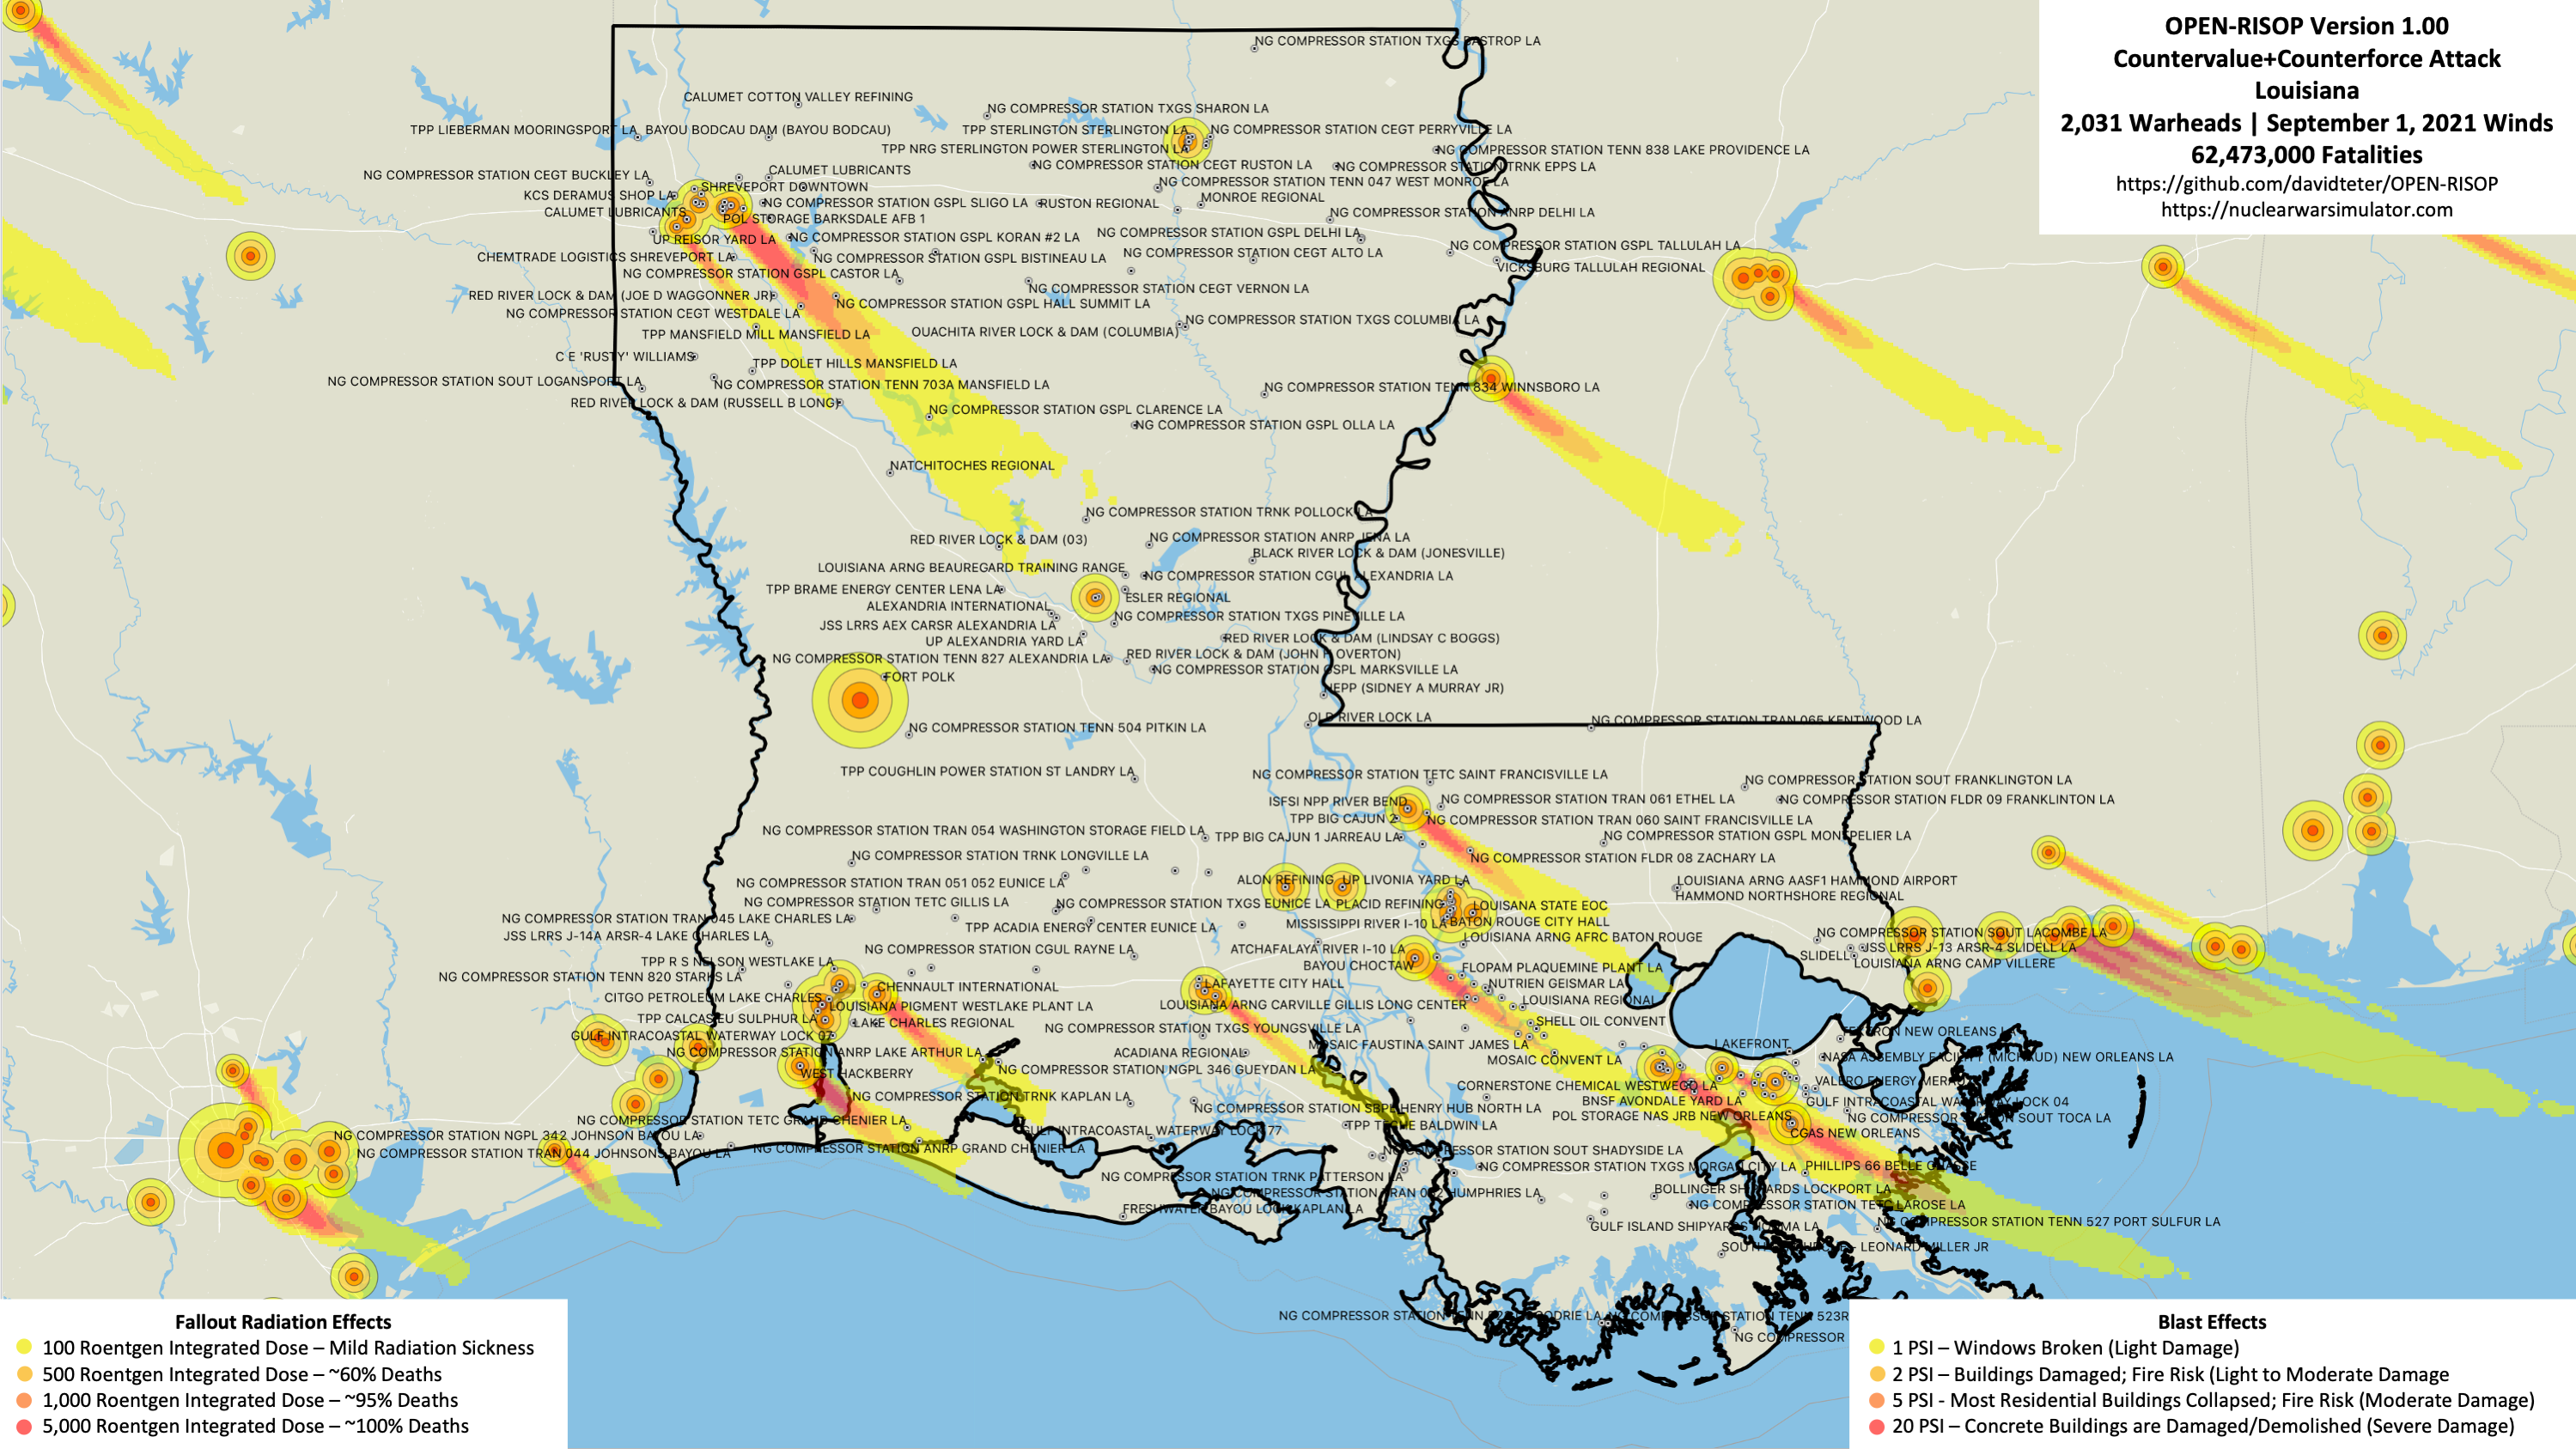 OPEN-RISOP Version 1.00
Countervalue+Counterforce Attack
Louisiana
2,031 Warheads | September 1, 2021 Winds
62,473,000 Fatalities
https://github.com/davidteter/OPEN-RISOP
https://nuclearwarsimulator.com
NG COMPRESSOR STATION TXGS BASTROP LA
CALUMET COTTON VALLEY REFINING
NG COMPRESSOR STATION TXGS SHARON LA
TPP LIEBERMAN MOORINGSPORT LA
BAYOU BODCAU DAM (BAYOU BODCAU)
TPP STERLINGTON STERLINGTON LA
NG COMPRESSOR STATION CEGT PERRYVILLE LA
TPP NRG STERLINGTON POWER STERLINGTON LA
NG COMPRESSOR STATION TENN 838 LAKE PROVIDENCE LA
NG COMPRESSOR STATION CEGT RUSTON LA
NG COMPRESSOR STATION TRNK EPPS LA
CALUMET LUBRICANTS
NG COMPRESSOR STATION CEGT BUCKLEY LA
SHREVEPORT DOWNTOWN
NG COMPRESSOR STATION TENN 047 WEST MONROE LA
KCS DERAMUS SHOP LA
MONROE REGIONAL
NG COMPRESSOR STATION GSPL SLIGO LA
RUSTON REGIONAL
CALUMET LUBRICANTS
POL STORAGE BARKSDALE AFB 1
NG COMPRESSOR STATION ANRP DELHI LA
UP REISOR YARD LA
NG COMPRESSOR STATION GSPL KORAN #2 LA
NG COMPRESSOR STATION GSPL DELHI LA
NG COMPRESSOR STATION GSPL TALLULAH LA
CHEMTRADE LOGISTICS SHREVEPORT LA
NG COMPRESSOR STATION GSPL BISTINEAU LA
NG COMPRESSOR STATION CEGT ALTO LA
VICKSBURG TALLULAH REGIONAL
NG COMPRESSOR STATION GSPL CASTOR LA
NG COMPRESSOR STATION CEGT VERNON LA
RED RIVER LOCK & DAM (JOE D WAGGONNER JR)
NG COMPRESSOR STATION GSPL HALL SUMMIT LA
NG COMPRESSOR STATION CEGT WESTDALE LA
NG COMPRESSOR STATION TXGS COLUMBIA LA
TPP MANSFIELD MILL MANSFIELD LA
OUACHITA RIVER LOCK & DAM (COLUMBIA)
C E 'RUSTY' WILLIAMS
TPP DOLET HILLS MANSFIELD LA
NG COMPRESSOR STATION SOUT LOGANSPORT LA
NG COMPRESSOR STATION TENN 703A MANSFIELD LA
NG COMPRESSOR STATION TENN 834 WINNSBORO LA
RED RIVER LOCK & DAM (RUSSELL B LONG)
NG COMPRESSOR STATION GSPL CLARENCE LA
NG COMPRESSOR STATION GSPL OLLA LA
NATCHITOCHES REGIONAL
NG COMPRESSOR STATION TRNK POLLOCK LA
RED RIVER LOCK & DAM (03)
NG COMPRESSOR STATION ANRP JENA LA
BLACK RIVER LOCK & DAM (JONESVILLE)
LOUISIANA ARNG BEAUREGARD TRAINING RANGE
NG COMPRESSOR STATION CGUL ALEXANDRIA LA
TPP BRAME ENERGY CENTER LENA LA
ESLER REGIONAL
ALEXANDRIA INTERNATIONAL
NG COMPRESSOR STATION TXGS PINEVILLE LA
JSS LRRS AEX CARSR ALEXANDRIA LA
UP ALEXANDRIA YARD LA
RED RIVER LOCK & DAM (LINDSAY C BOGGS)
NG COMPRESSOR STATION TENN 827 ALEXANDRIA LA
RED RIVER LOCK & DAM (JOHN H OVERTON)
NG COMPRESSOR STATION GSPL MARKSVILLE LA
FORT POLK
HEPP (SIDNEY A MURRAY JR)
OLD RIVER LOCK LA
NG COMPRESSOR STATION TRAN 065 KENTWOOD LA
NG COMPRESSOR STATION TENN 504 PITKIN LA
TPP COUGHLIN POWER STATION ST LANDRY LA
NG COMPRESSOR STATION TETC SAINT FRANCISVILLE LA
NG COMPRESSOR STATION SOUT FRANKLINGTON LA
ISFSI NPP RIVER BEND
NG COMPRESSOR STATION TRAN 061 ETHEL LA
NG COMPRESSOR STATION FLDR 09 FRANKLINTON LA
TPP BIG CAJUN 2
NG COMPRESSOR STATION TRAN 060 SAINT FRANCISVILLE LA
NG COMPRESSOR STATION TRAN 054 WASHINGTON STORAGE FIELD LA
TPP BIG CAJUN 1 JARREAU LA
NG COMPRESSOR STATION GSPL MONTPELIER LA
NG COMPRESSOR STATION TRNK LONGVILLE LA
NG COMPRESSOR STATION FLDR 08 ZACHARY LA
NG COMPRESSOR STATION TRAN 051 052 EUNICE LA
ALON REFINING
UP LIVONIA YARD LA
LOUISIANA ARNG AASF1 HAMMOND AIRPORT
HAMMOND NORTHSHORE REGIONAL
NG COMPRESSOR STATION TETC GILLIS LA
NG COMPRESSOR STATION TXGS EUNICE LA
PLACID REFINING
LOUISIANA STATE EOC
NG COMPRESSOR STATION TRAN 045 LAKE CHARLES LA
TPP ACADIA ENERGY CENTER EUNICE LA
MISSISSIPPI RIVER I-10 LA
BATON ROUGE CITY HALL
JSS LRRS J-14A ARSR-4 LAKE CHARLES LA
LOUISIANA ARNG AFRC BATON ROUGE
NG COMPRESSOR STATION SOUT LACOMBE LA
NG COMPRESSOR STATION CGUL RAYNE LA
ATCHAFALAYA RIVER I-10 LA
JSS LRRS J-13 ARSR-4 SLIDELL LA
SLIDELL
TPP R S NELSON WESTLAKE LA
BAYOU CHOCTAW
FLOPAM PLAQUEMINE PLANT LA
LOUISIANA ARNG CAMP VILLERE
NG COMPRESSOR STATION TENN 820 STARKS LA
CHENNAULT INTERNATIONAL
LAFAYETTE CITY HALL
NUTRIEN GEISMAR LA
CITGO PETROLEUM LAKE CHARLES
LOUISIANA PIGMENT WESTLAKE PLANT LA
LOUISIANA ARNG CARVILLE GILLIS LONG CENTER
LOUISIANA REGIONAL
TPP CALCASIEU SULPHUR LA
LAKE CHARLES REGIONAL
NG COMPRESSOR STATION TXGS YOUNGSVILLE LA
SHELL OIL CONVENT
GULF INTRACOASTAL WATERWAY LOCK 07
TEXTRON NEW ORLEANS LA
NG COMPRESSOR STATION ANRP LAKE ARTHUR LA
ACADIANA REGIONAL
MOSAIC FAUSTINA SAINT JAMES LA
LAKEFRONT
MOSAIC CONVENT LA
NASA ASSEMBLY FACILITY (MICHAUD) NEW ORLEANS LA
WEST HACKBERRY
NG COMPRESSOR STATION NGPL 346 GUEYDAN LA
CORNERSTONE CHEMICAL WESTWEGO LA
VALERO ENERGY MERAUX
NG COMPRESSOR STATION TRNK KAPLAN LA
BNSF AVONDALE YARD LA
GULF INTRACOASTAL WATERWAY LOCK 04
NG COMPRESSOR STATION SBPL HENRY HUB NORTH LA
POL STORAGE NAS JRB NEW ORLEANS
NG COMPRESSOR STATION SOUT TOCA LA
NG COMPRESSOR STATION TETC GRAND CHENIER LA
GULF INTRACOASTAL WATERWAY LOCK 77
TPP TECHE BALDWIN LA
CGAS NEW ORLEANS
NG COMPRESSOR STATION NGPL 342 JOHNSON BAYOU LA
NG COMPRESSOR STATION TRAN 044 JOHNSONS BAYOU LA
NG COMPRESSOR STATION ANRP GRAND CHENIER LA
NG COMPRESSOR STATION SOUT SHADYSIDE LA
NG COMPRESSOR STATION TXGS MORGAN CITY LA
PHILLIPS 66 BELLE CHASSE
NG COMPRESSOR STATION TRNK PATTERSON LA
NG COMPRESSOR STATION TRAN HUMPHRIES LA
BOLLINGER SHIPYARDS LOCKPORT LA
FRESHWATER BAYOU LOCK KAPLAN LA
NG COMPRESSOR STATION TETC LAROSE LA
GULF ISLAND SHIPYARDS HOUMA LA
NG COMPRESSOR STATION TENN 527 PORT SULFUR LA
SOUTH LEONARD MILLER JR
NG COMPRESSOR STATION TENN COCODRIE LA
NG COMPRESSOR STATION TENN 523R
NG COMPRESSOR
Fallout Radiation Effects
100 Roentgen Integrated Dose – Mild Radiation Sickness
500 Roentgen Integrated Dose – ~60% Deaths
1,000 Roentgen Integrated Dose – ~95% Deaths
5,000 Roentgen Integrated Dose – ~100% Deaths
Blast Effects
1 PSI – Windows Broken (Light Damage)
2 PSI – Buildings Damaged; Fire Risk (Light to Moderate Damage
5 PSI - Most Residential Buildings Collapsed; Fire Risk (Moderate Damage)
20 PSI – Concrete Buildings are Damaged/Demolished (Severe Damage)